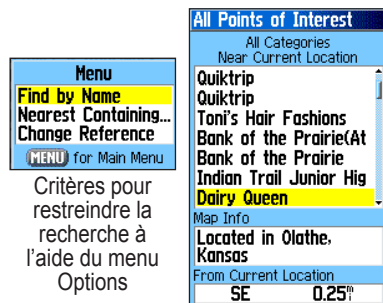 Menu
Find by Name
Nearest Containing...
Change Reference
MENU for Main Menu
Critères pour
restreindre la
recherche à
l'aide du menu
Options
All Points of Interest
All Categories
Near Current Location
Quiktrip
Quiktrip
Toni's Hair Fashions
Bank of the Prairie(At
Bank of the Prairie
Indian Trail Junior Hig
Dairy Queen
Map Info
Located in Olathe,
Kansas
From Current Location
SE 0.25m